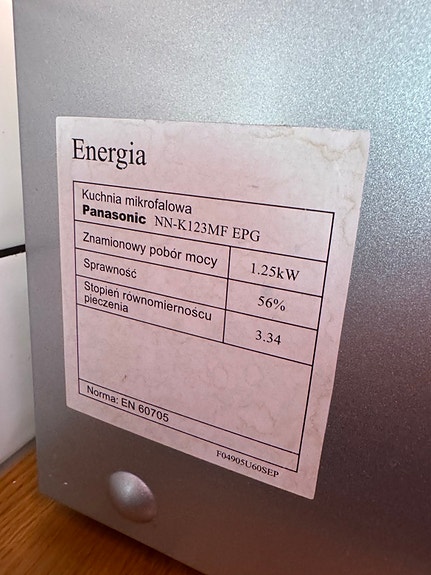 Energia
Kuchnia mikrofalowa
Panasonic NN-K123MF EPG
Znamionowy pobór mocy 1.25kW
Sprawność 56%
Stopień równomiernoścu
pieczenia 3.34
Norma: EN 60705
F04905U60SEP